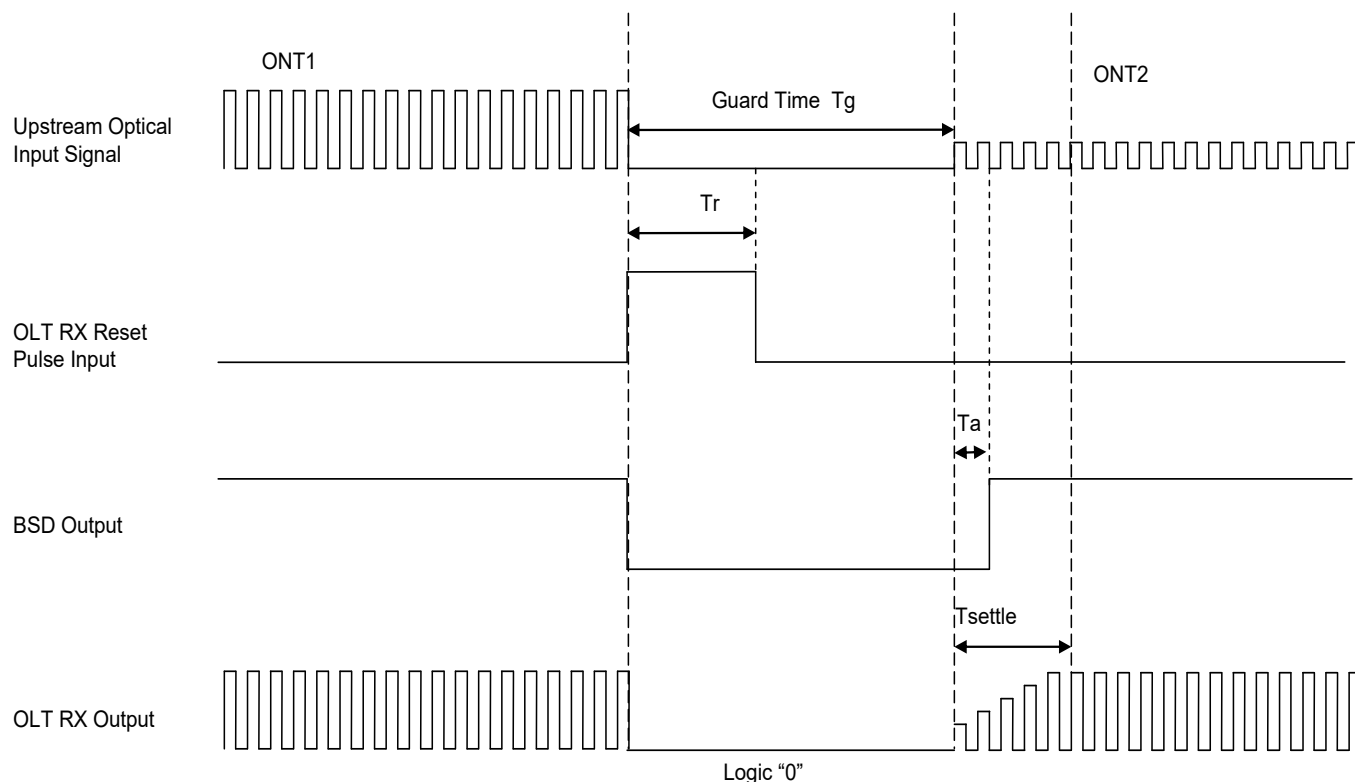 ONT1
ONT2
Guard Time Tg
Upstream Optical
Input Signal
Tr
OLT RX Reset
Pulse Input
Ta
BSD Output
Tsettle
OLT RX Output
Logic “0”